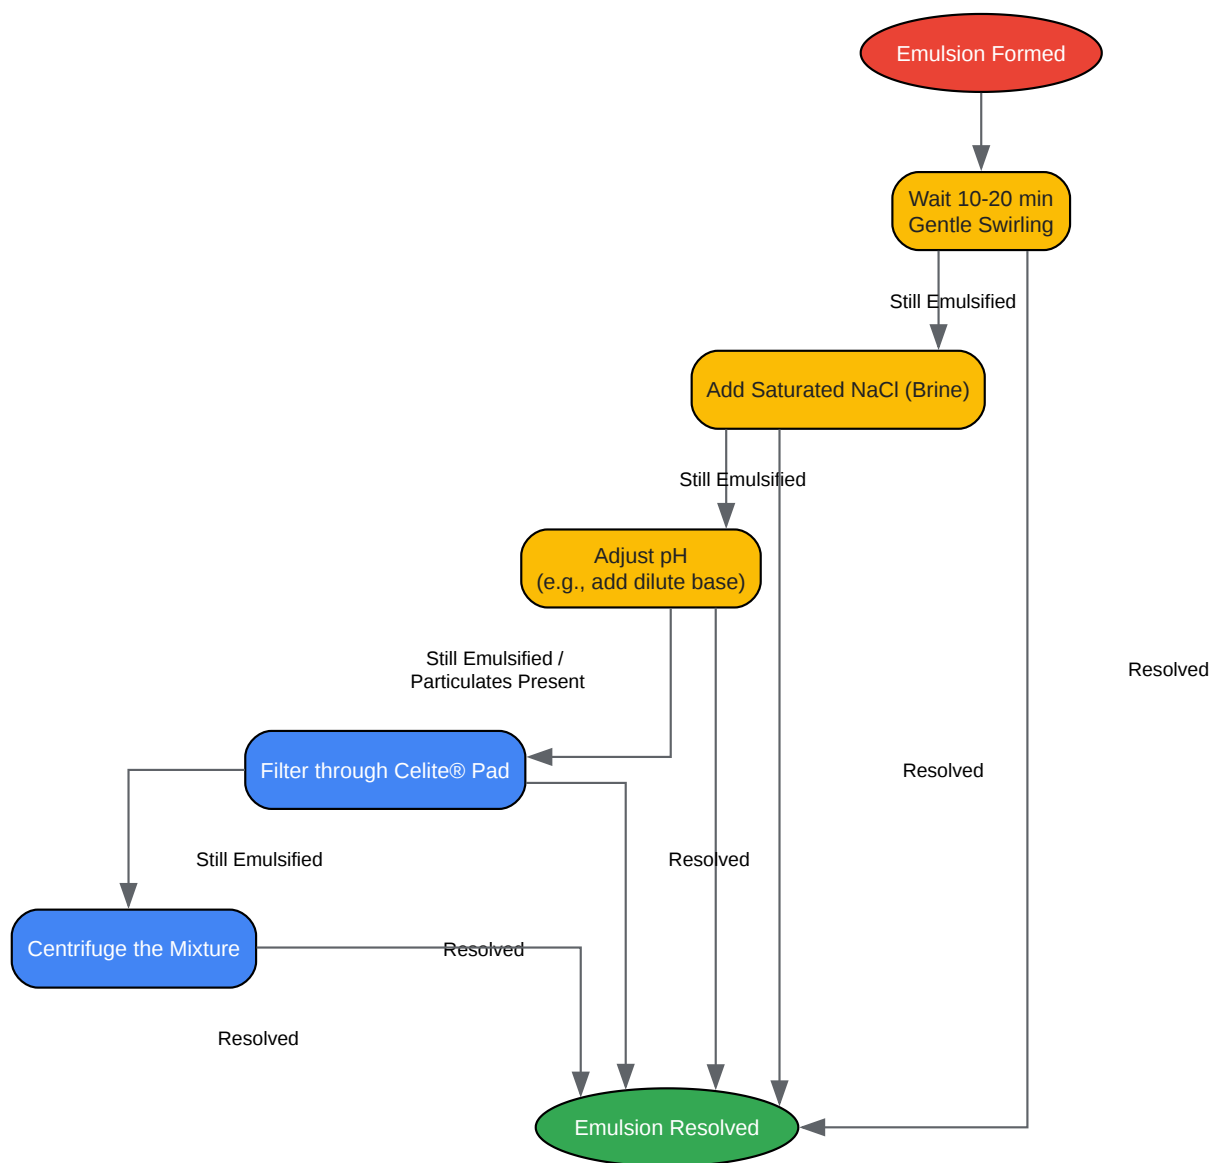 Emulsion Formed
Wait 10-20 min
Gentle Swirling
Still Emulsified
Add Saturated NaCl (Brine)
Still Emulsified
Adjust pH
(e.g., add dilute base)
Still Emulsified /
Particulates Present
Resolved
Filter through Celite® Pad
Resolved
Still Emulsified
Resolved
Centrifuge the Mixture
Resolved
Resolved
Emulsion Resolved